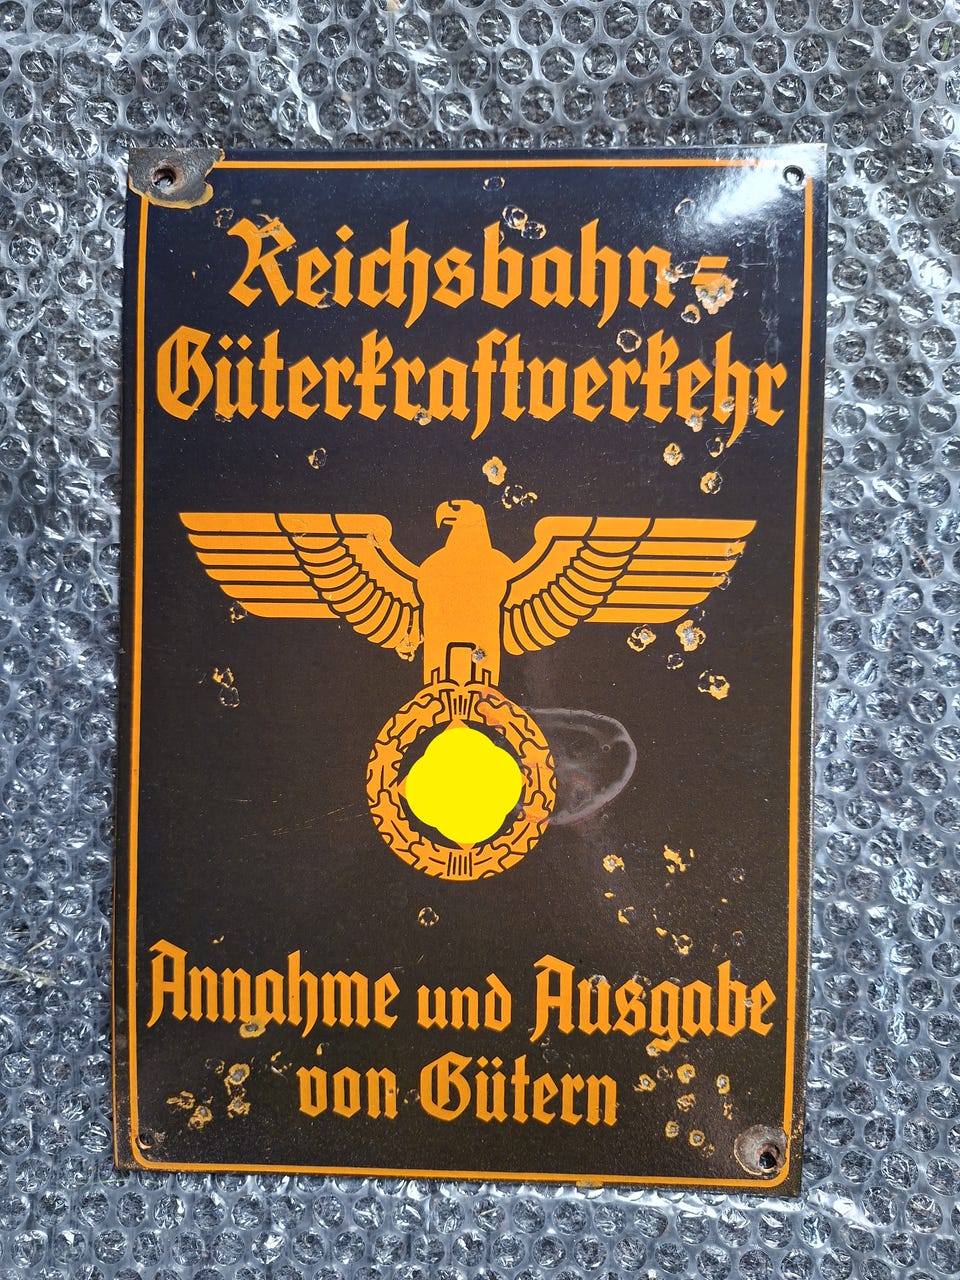 Reichsbahn-
Güterkraftverkehr
Annahme und Ausgabe
von Gütern